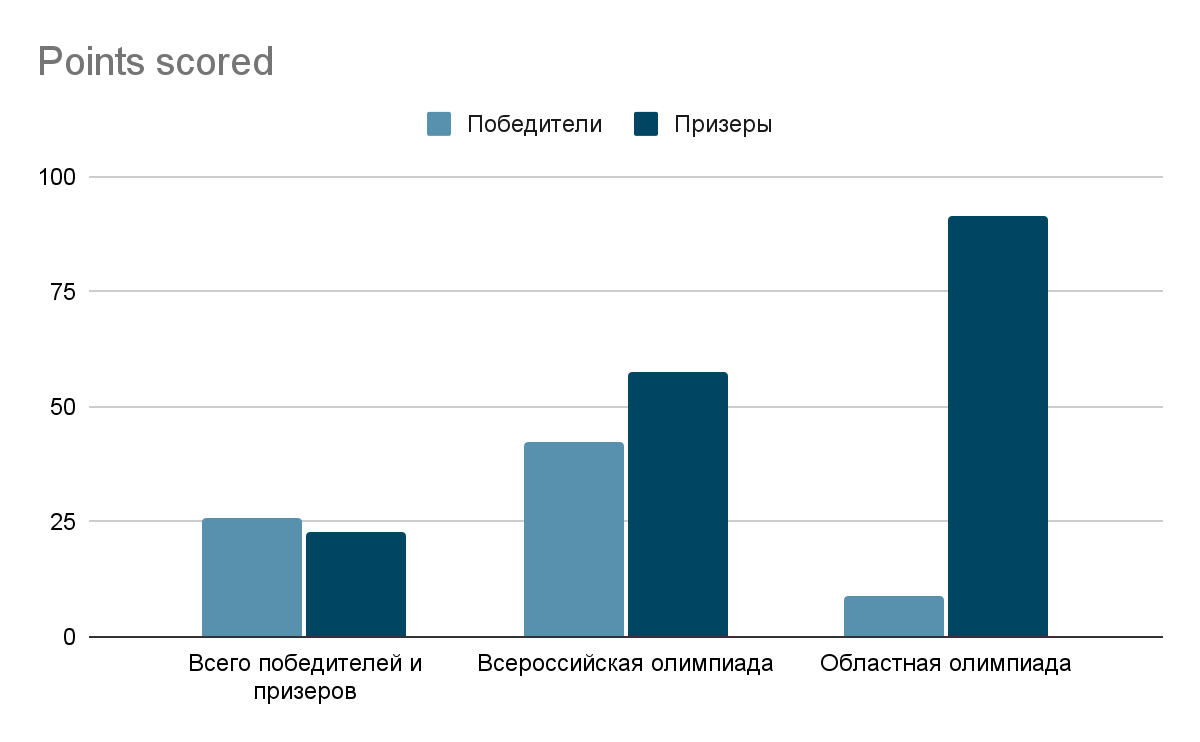 Points scored
Победители
Призеры
100
75
50
25
0
Всего победителей и
призеров
Всероссийская олимпиада
Областная олимпиада